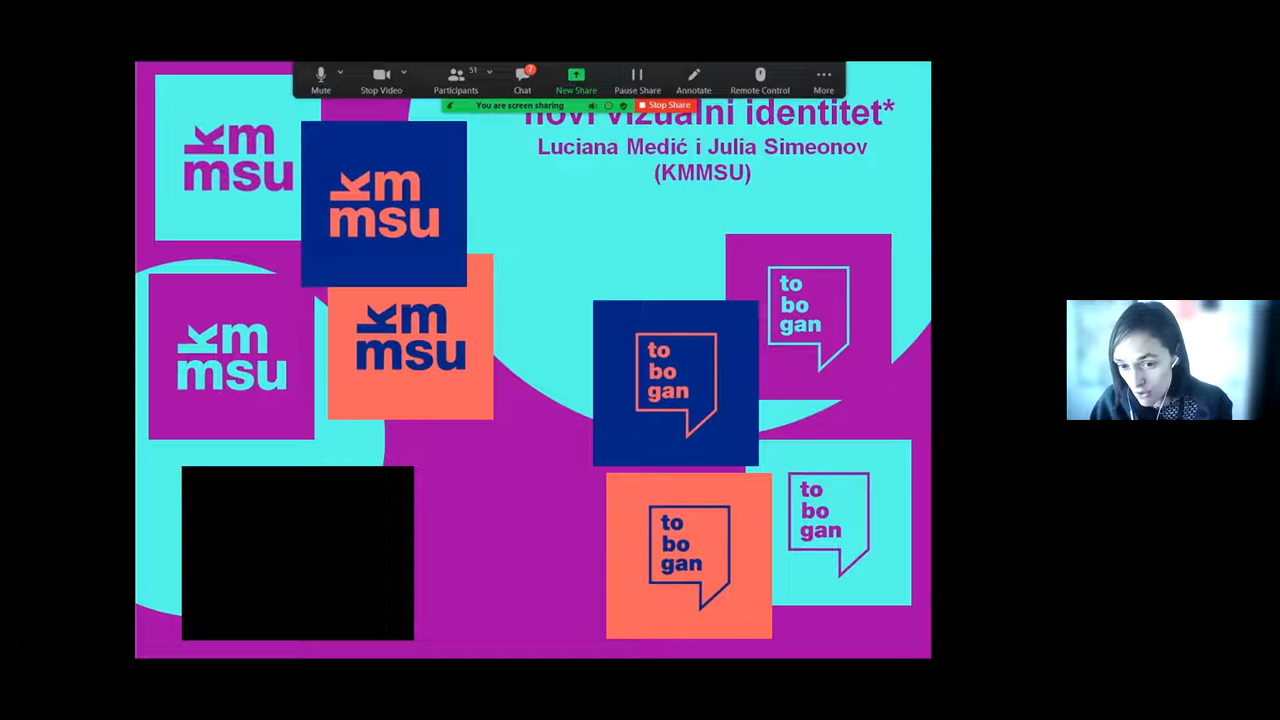 Mute
Stop Video
51
Participants
7
Chat
New Share
Pause Share
Annotate
Remote Control
More
You are screen sharing
Stop Share
novi vizualni identitet*
Luciana Medić i Julia Simeonov
(KMMSU)
km
msu
km
msu
km
msu
km
msu
to
bo
gan
to
bo
gan
to
bo
gan
to
bo
gan